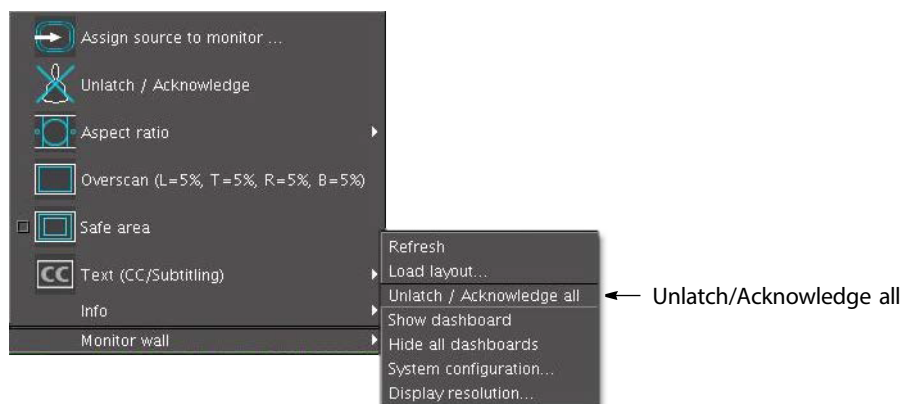 Assign source to monitor ...
Unlatch / Acknowledge
Aspect ratio
Overscan (L=5%, T=5%, R=5%, B=5%)
Safe area
CC Text (CC/Subtitling)
Info
Monitor wall
Refresh
Load layout...
Unlatch / Acknowledge all
Show dashboard
Hide all dashboards
System configuration...
Display resolution...
Unlatch/Acknowledge all